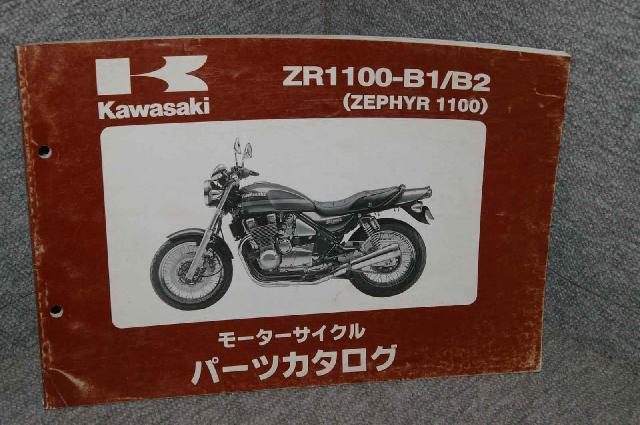 Kawasaki
ZR1100-B1/B2
(ZEPHYR 1100)
モーターサイクル
パーツカタログ